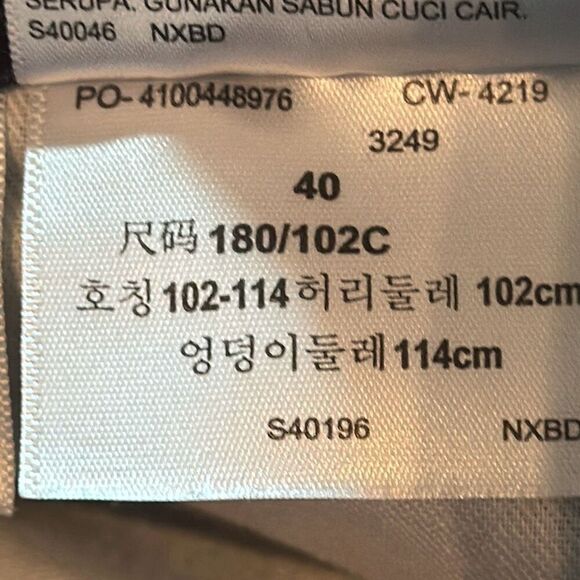 SERUPA. GUNAKAN SABUN CUCI CAIR.
S40046 NXBD
PO- 4100448976 CW- 4219
3249
40
尺码 180/102C
호칭 102-114 허리둘레 102cm
엉덩이둘레 114cm
S40196 NXBD